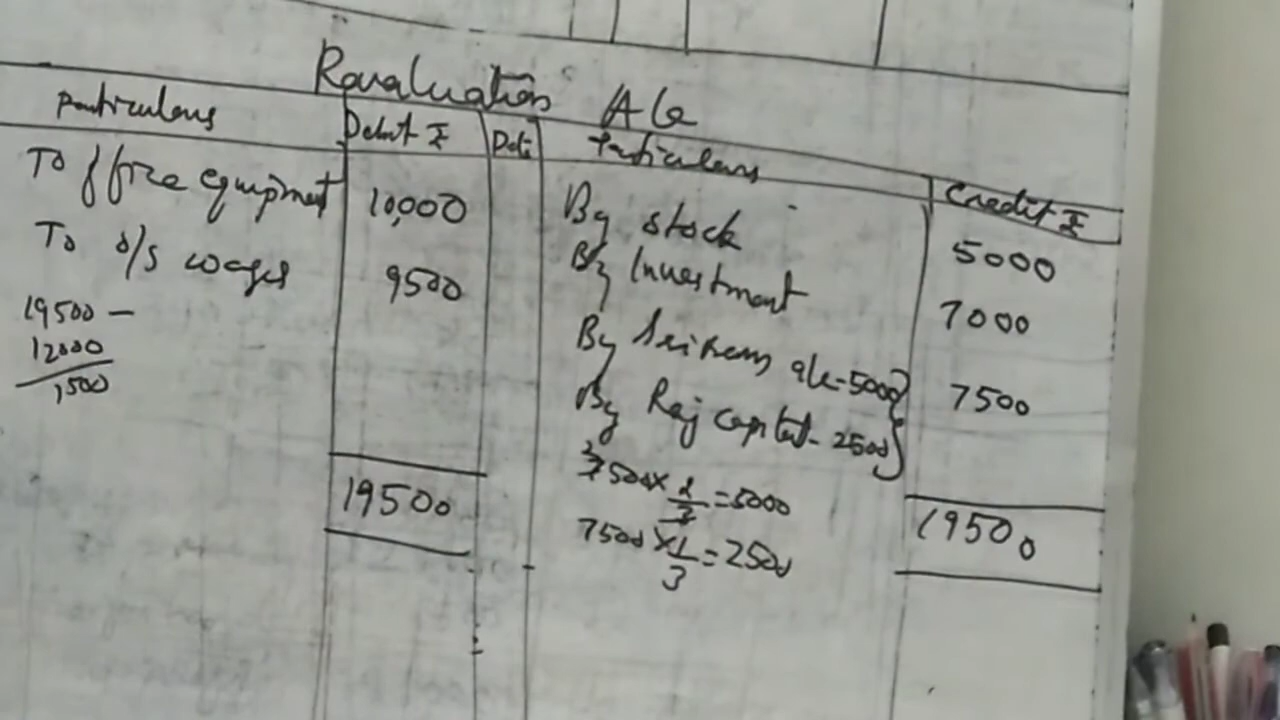 Revaluation A/c
Particulars Debit ₹ Date Particulars Credit ₹
To office equipment 10,000
To o/s wages 9500
19500 -
12000
7500
19500
By stock 5000
By Investment 7000
By a/c - 5000 7500
By Raj capital - 2500
7500 × 2/3 = 5000
7500 × 1/3 = 2500
19500